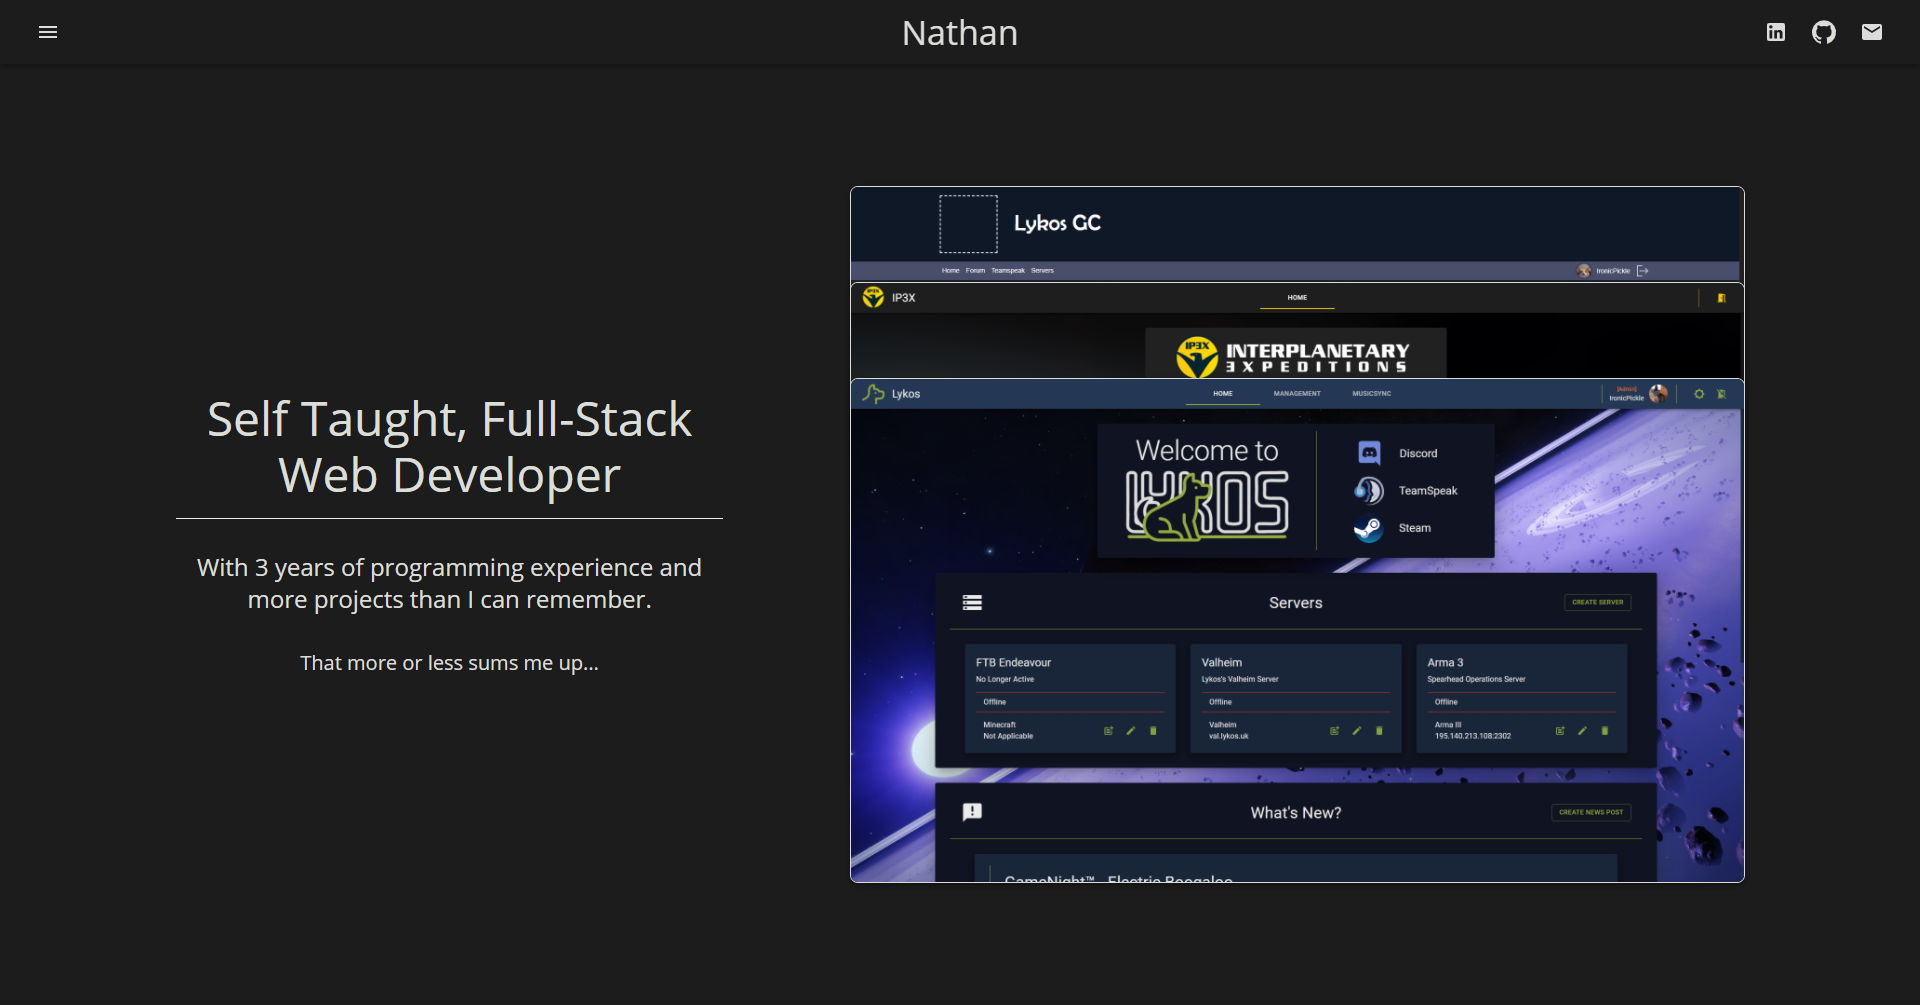 Nathan
Self Taught, Full-Stack
Web Developer
With 3 years of programming experience and
more projects than I can remember.
That more or less sums me up...
Lykos GC
Home Forum Teamspeak Servers
IronicPickle
IP3X
IP3X
HOME
INTERPLANETARY
3XPEDITIONS
Lykos
HOME MANAGEMENT MUSICSYNC
[Admin]
IronicPickle
Welcome to
LYKOS
Discord
TeamSpeak
Steam
Servers
CREATE SERVER
FTB Endeavour
No Longer Active
Offline
Minecraft
Not Applicable
Valheim
Lykos's Valheim Server
Offline
Valheim
val.lykos.uk
Arma 3
Spearhead Operations Server
Offline
Arma III
195.140.213.108:2302
What's New?
CREATE NEWS POST
GameNight™ - Electric Boogaloo